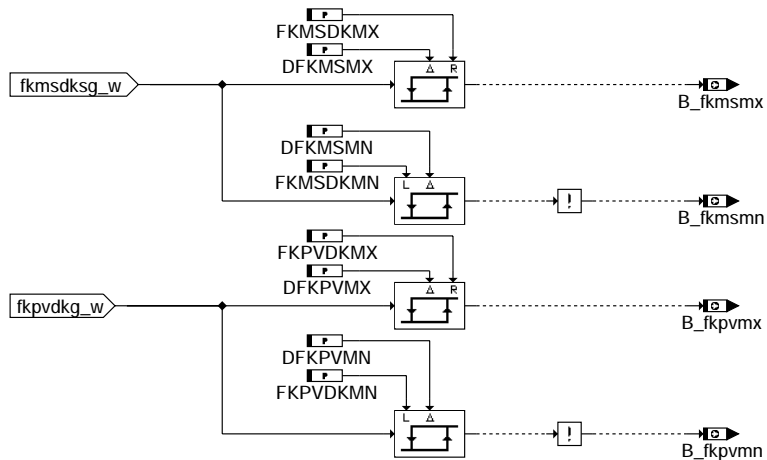 FKMSDKMX
DFKMSMX
fkmsdksg_w
Δ R
B_fkmsmx
DFKMSMN
FKMSDKMN
L Δ
!
B_fkmsmn
FKPVDKMX
DFKPVMX
fkpvdkg_w
Δ R
B_fkpvmx
DFKPVMN
FKPVDKMN
L Δ
!
B_fkpvmn